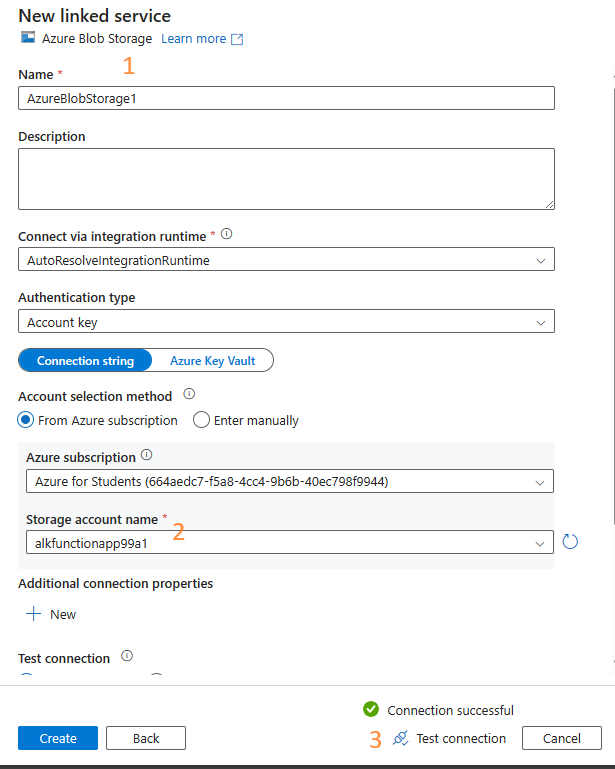 New linked service
Azure Blob Storage Learn more
1
Name *
AzureBlobStorage1
Description
Connect via integration runtime *
AutoResolveIntegrationRuntime
Authentication type
Account key
Connection string Azure Key Vault
Account selection method
From Azure subscription Enter manually
Azure subscription
Azure for Students (664aedc7-f5a8-4cc4-9b6b-40ec798f9944)
Storage account name *
2
alkfunctionapp99a1
Additional connection properties
New
Test connection
Connection successful
Create Back 3 Test connection Cancel